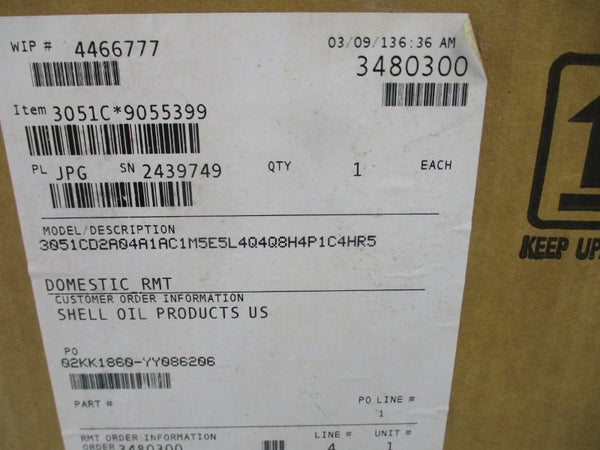 WIP # 4466777 03/09/136:36 AM
3480300
Item 3051C*9055399
PL JPG SN 2439749 QTY 1 EACH
MODEL/DESCRIPTION
3051CD2A04A1AC1M5E5L4Q4Q8H4P1C4HR5
DOMESTIC RMT
CUSTOMER ORDER INFORMATION
SHELL OIL PRODUCTS US
PO
02KK1860-YY086206
PART # PO LINE #
1
RMT ORDER INFORMATION LINE # UNIT #
ORDER 3480300 4 1
KEEP UP